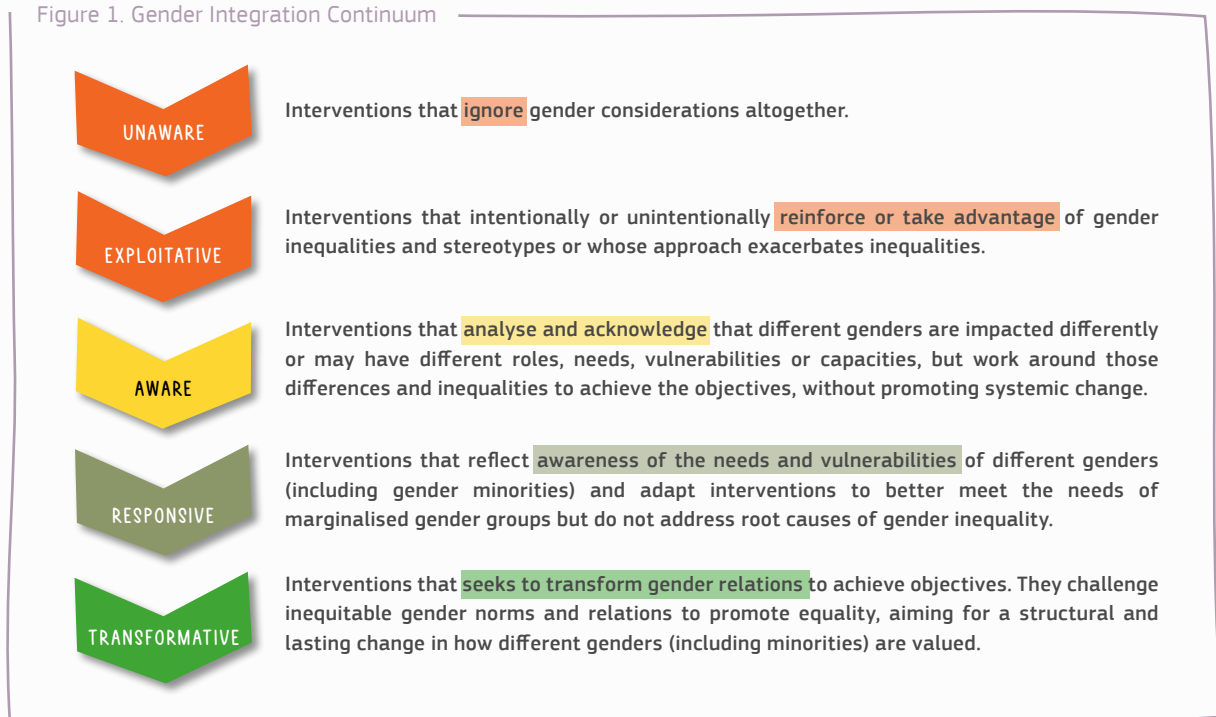 Figure 1. Gender Integration Continuum
UNAWARE
Interventions that ignore gender considerations altogether.
EXPLOITATIVE
Interventions that intentionally or unintentionally reinforce or take advantage of gender
inequalities and stereotypes or whose approach exacerbates inequalities.
AWARE
Interventions that analyse and acknowledge that different genders are impacted differently
or may have different roles, needs, vulnerabilities or capacities, but work around those
differences and inequalities to achieve the objectives, without promoting systemic change.
RESPONSIVE
Interventions that reflect awareness of the needs and vulnerabilities of different genders
(including gender minorities) and adapt interventions to better meet the needs of
marginalised gender groups but do not address root causes of gender inequality.
TRANSFORMATIVE
Interventions that seeks to transform gender relations to achieve objectives. They challenge
inequitable gender norms and relations to promote equality, aiming for a structural and
lasting change in how different genders (including minorities) are valued.